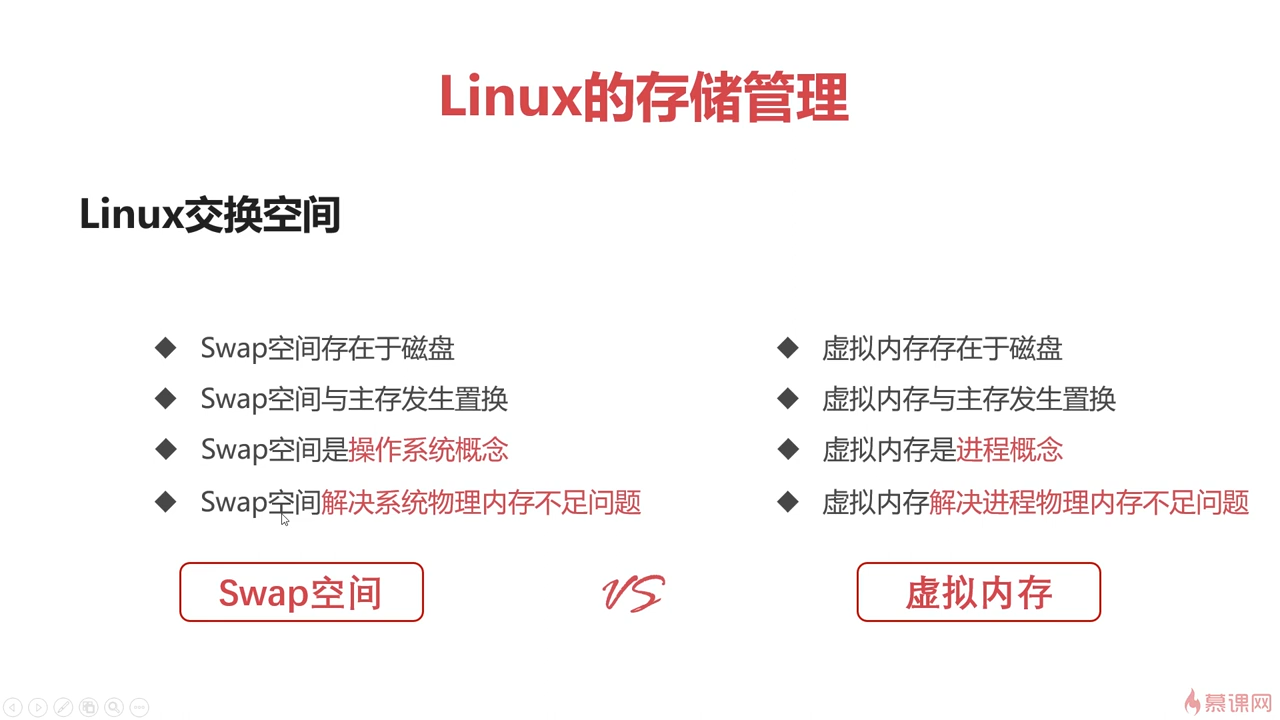 Linux的存储管理
Linux交换空间
Swap空间存在于磁盘
Swap空间与主存发生置换
Swap空间是操作系统概念
Swap空间解决系统物理内存不足问题
虚拟内存存在于磁盘
虚拟内存与主存发生置换
虚拟内存是进程概念
虚拟内存解决进程物理内存不足问题
Swap空间
VS
虚拟内存
慕课网